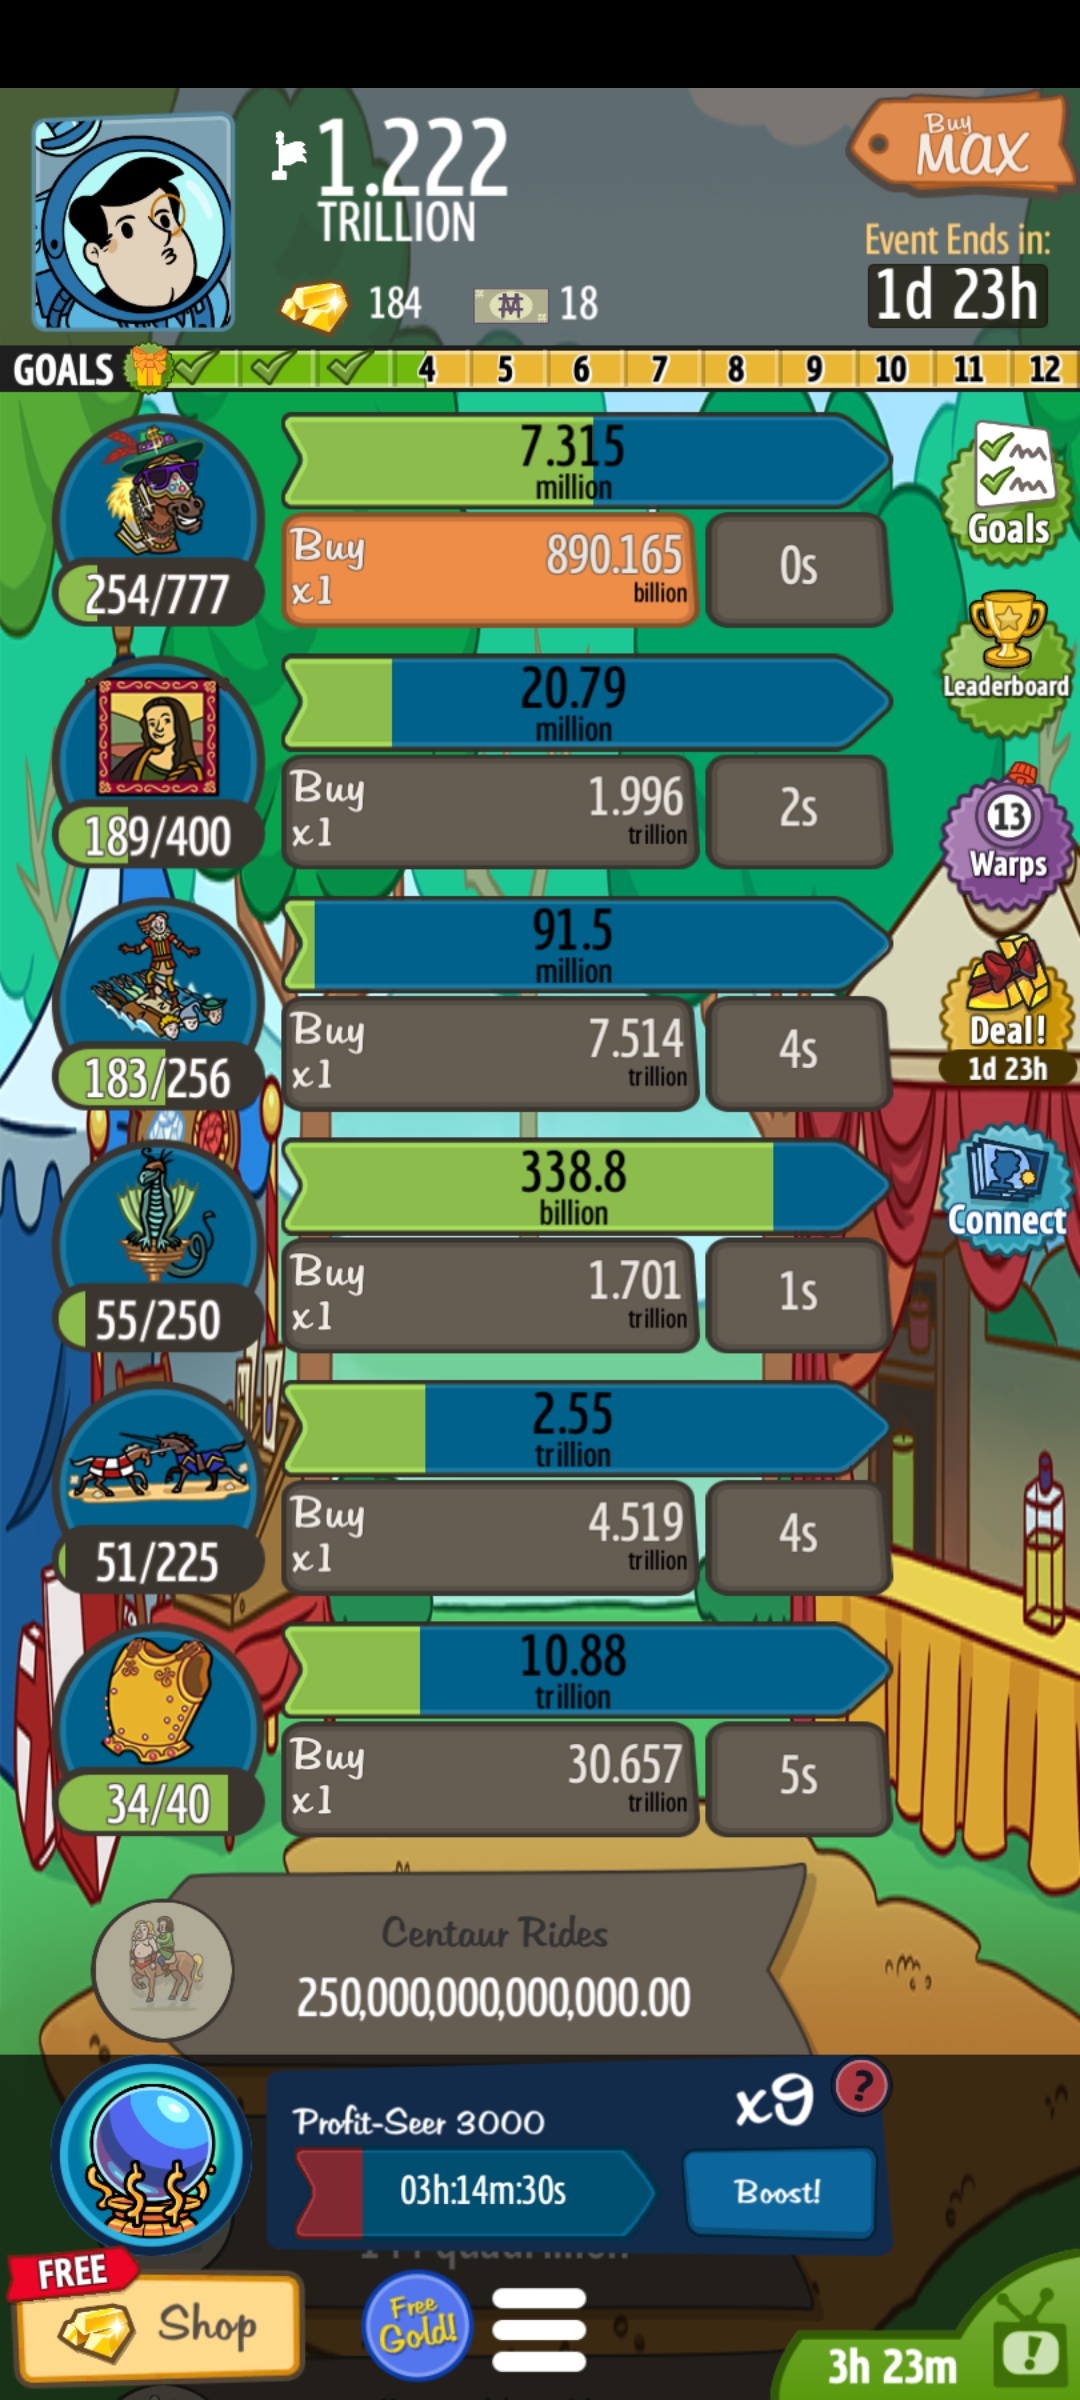 1.222
TRILLION
Buy
MAX
184
18
Event Ends in:
1d 23h
GOALS 4 5 6 7 8 9 10 11 12
7.315
million
Buy
x1
890.165
billion
0s
254/777
Goals
20.79
million
Buy
x1
1.996
trillion
2s
189/400
Leaderboard
13
Warps
91.5
million
Buy
x1
7.514
trillion
4s
183/256
Deal!
1d 23h
338.8
billion
Buy
x1
1.701
trillion
1s
55/250
Connect
2.55
trillion
Buy
x1
4.519
trillion
4s
51/225
10.88
trillion
Buy
x1
30.657
trillion
5s
34/40
Centaur Rides
250,000,000,000,000.00
Profit-Seer 3000
x9
?
03h:14m:30s
Boost!
FREE
Shop
Free
Gold!
3h 23m
!